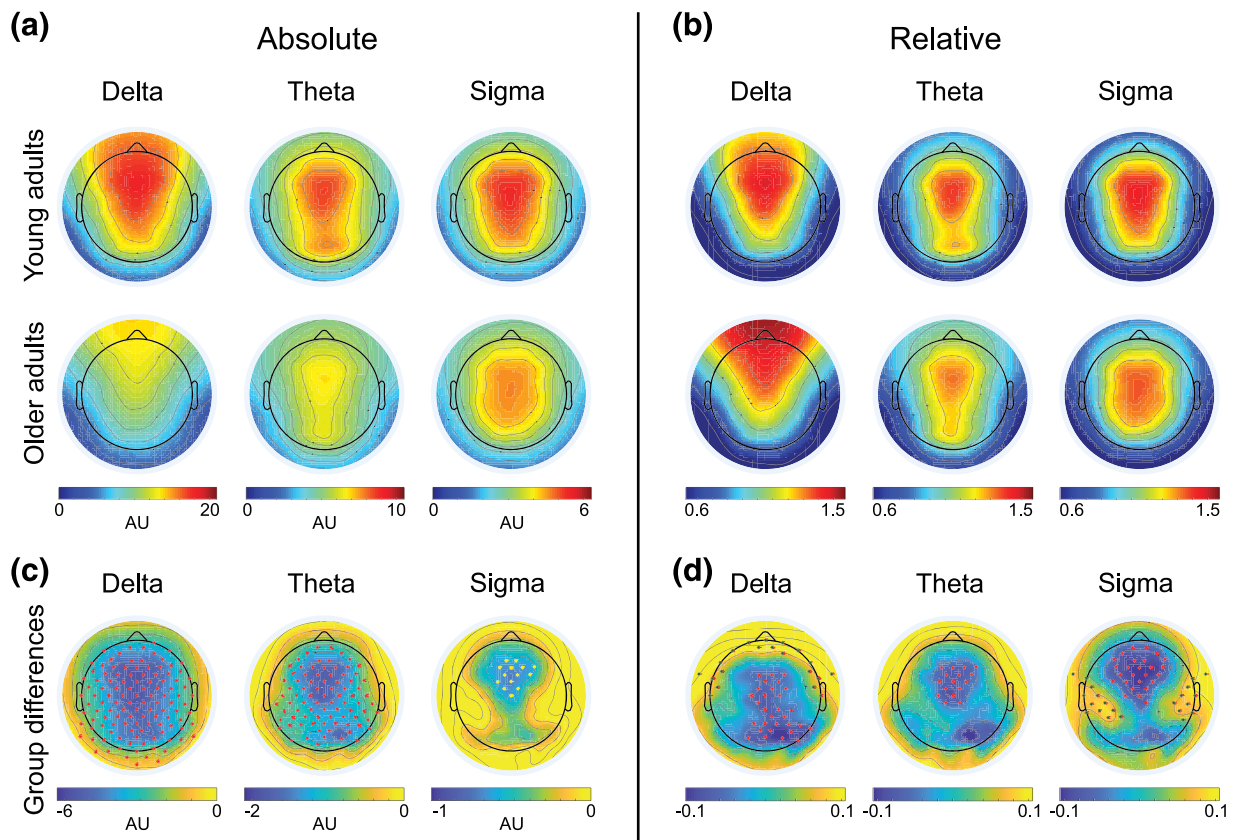 (a)
Absolute
Delta Theta Sigma
Young adults
Older adults
0 20 0 10 0 6
AU AU AU
(b)
Relative
Delta Theta Sigma
0.6 1.5 0.6 1.5 0.6 1.5
(c)
Delta Theta Sigma
Group differences
-6 0 -2 0 -1 0
AU AU AU
(d)
Delta Theta Sigma
-0.1 0.1 -0.1 0.1 -0.1 0.1